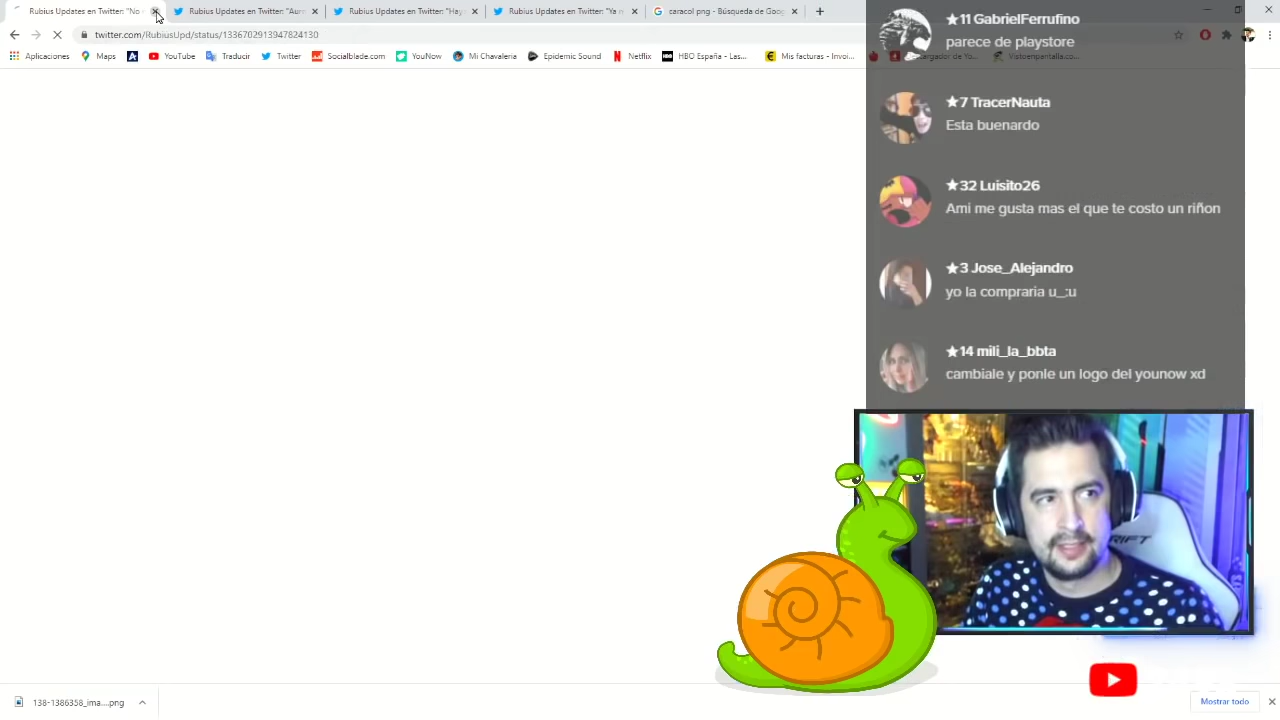 Rubius Updates en Twitter: "No
Rubius Updates en Twitter: "Aur
Rubius Updates en Twitter: "Hay
Rubius Updates en Twitter: "Ya
caracol png - Búsqueda de Goog
twitter.com/RubiusUp
status/1336702913947824130
Aplicaciones
Maps
YouTube
Traducir
Twitter
Socialblade.com
YouNow
Mi Chavaleria
Epidemic Sound
Netflix
HBO España - Las...
Mis facturas - Invoi...
Vistoenpantalla.co...
★11 GabrielFerrufino
parece de playstore
★7 TracerNauta
Esta buenardo
★32 Luisito26
Ami me gusta mas el que te costo un riñon
★3 Jose_Alejandro
yo la compraria u_:u
★14 mili_la_bbta
cambiale y ponle un logo del younow xd
138-1386358_ima....png
Mostrar todo